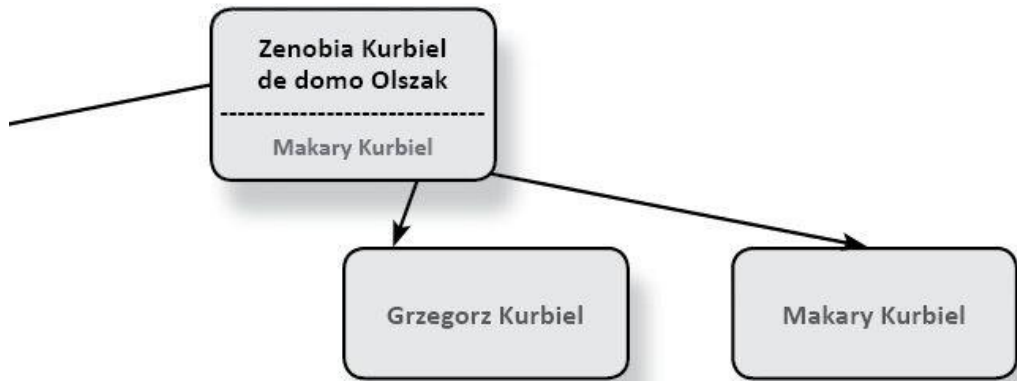 Zenobia Kurbiel
de domo Olszak
Makary Kurbiel
Grzegorz Kurbiel
Makary Kurbiel